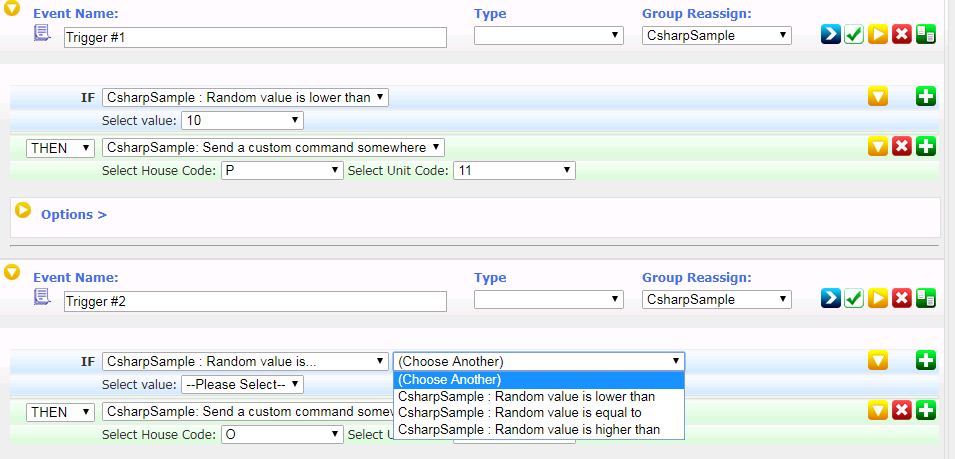 Event Name: Type Group Reassign:
Trigger #1 CsharpSample
IF CsharpSample : Random value is lower than
Select value: 10
THEN CsharpSample: Send a custom command somewhere
Select House Code: P Select Unit Code: 11
Options >
Event Name: Type Group Reassign:
Trigger #2 CsharpSample
IF CsharpSample : Random value is... (Choose Another)
Select value: --Please Select-- (Choose Another)
CsharpSample : Random value is lower than
THEN CsharpSample: Send a custom command CsharpSample : Random value is equal to
CsharpSample : Random value is higher than
Select House Code: O Select